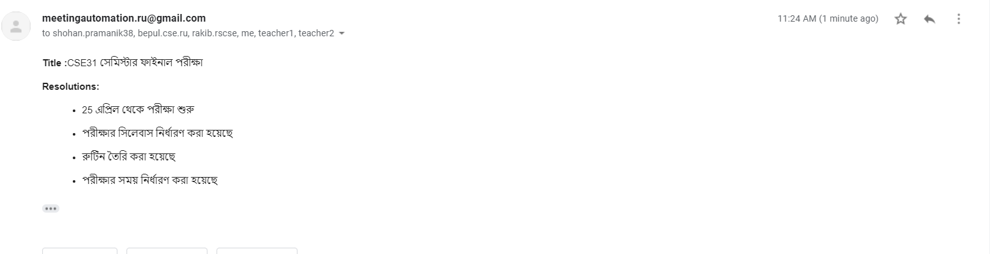 meetingautomation.ru@gmail.com 11:24 AM (1 minute ago)
to shohan.pramanik38, bepul.cse.ru, rakib.rscse, me, teacher1, teacher2
Title :CSE31 সেমিস্টার ফাইনাল পরীক্ষা
Resolutions:
• 25 এপ্রিল থেকে পরীক্ষা শুরু
• পরীক্ষার সিলেবাস নির্ধারণ করা হয়েছে
• রুটিন তৈরি করা হয়েছে
• পরীক্ষার সময় নির্ধারণ করা হয়েছে